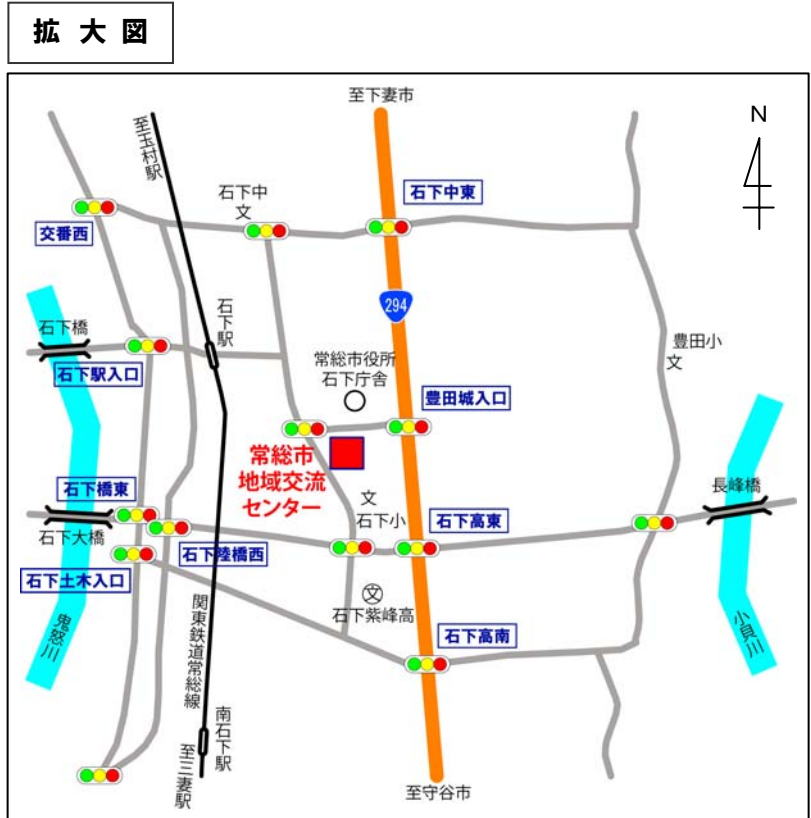 拡大図
至下妻市
N
至玉村駅
石下中
文
石下中東
交番西
294
石下橋
石下駅
豊田小
文
常総市役所
石下庁舎
石下駅入口
豊田城入口
常総市
地域交流
センター
石下橋東
文
石下小
長峰橋
石下大橋
石下陸橋西
石下高東
石下土木入口
文
石下紫峰高
鬼怒川
関東鉄道常総線
石下高南
小貝川
南石下駅
至三妻駅
至守谷市